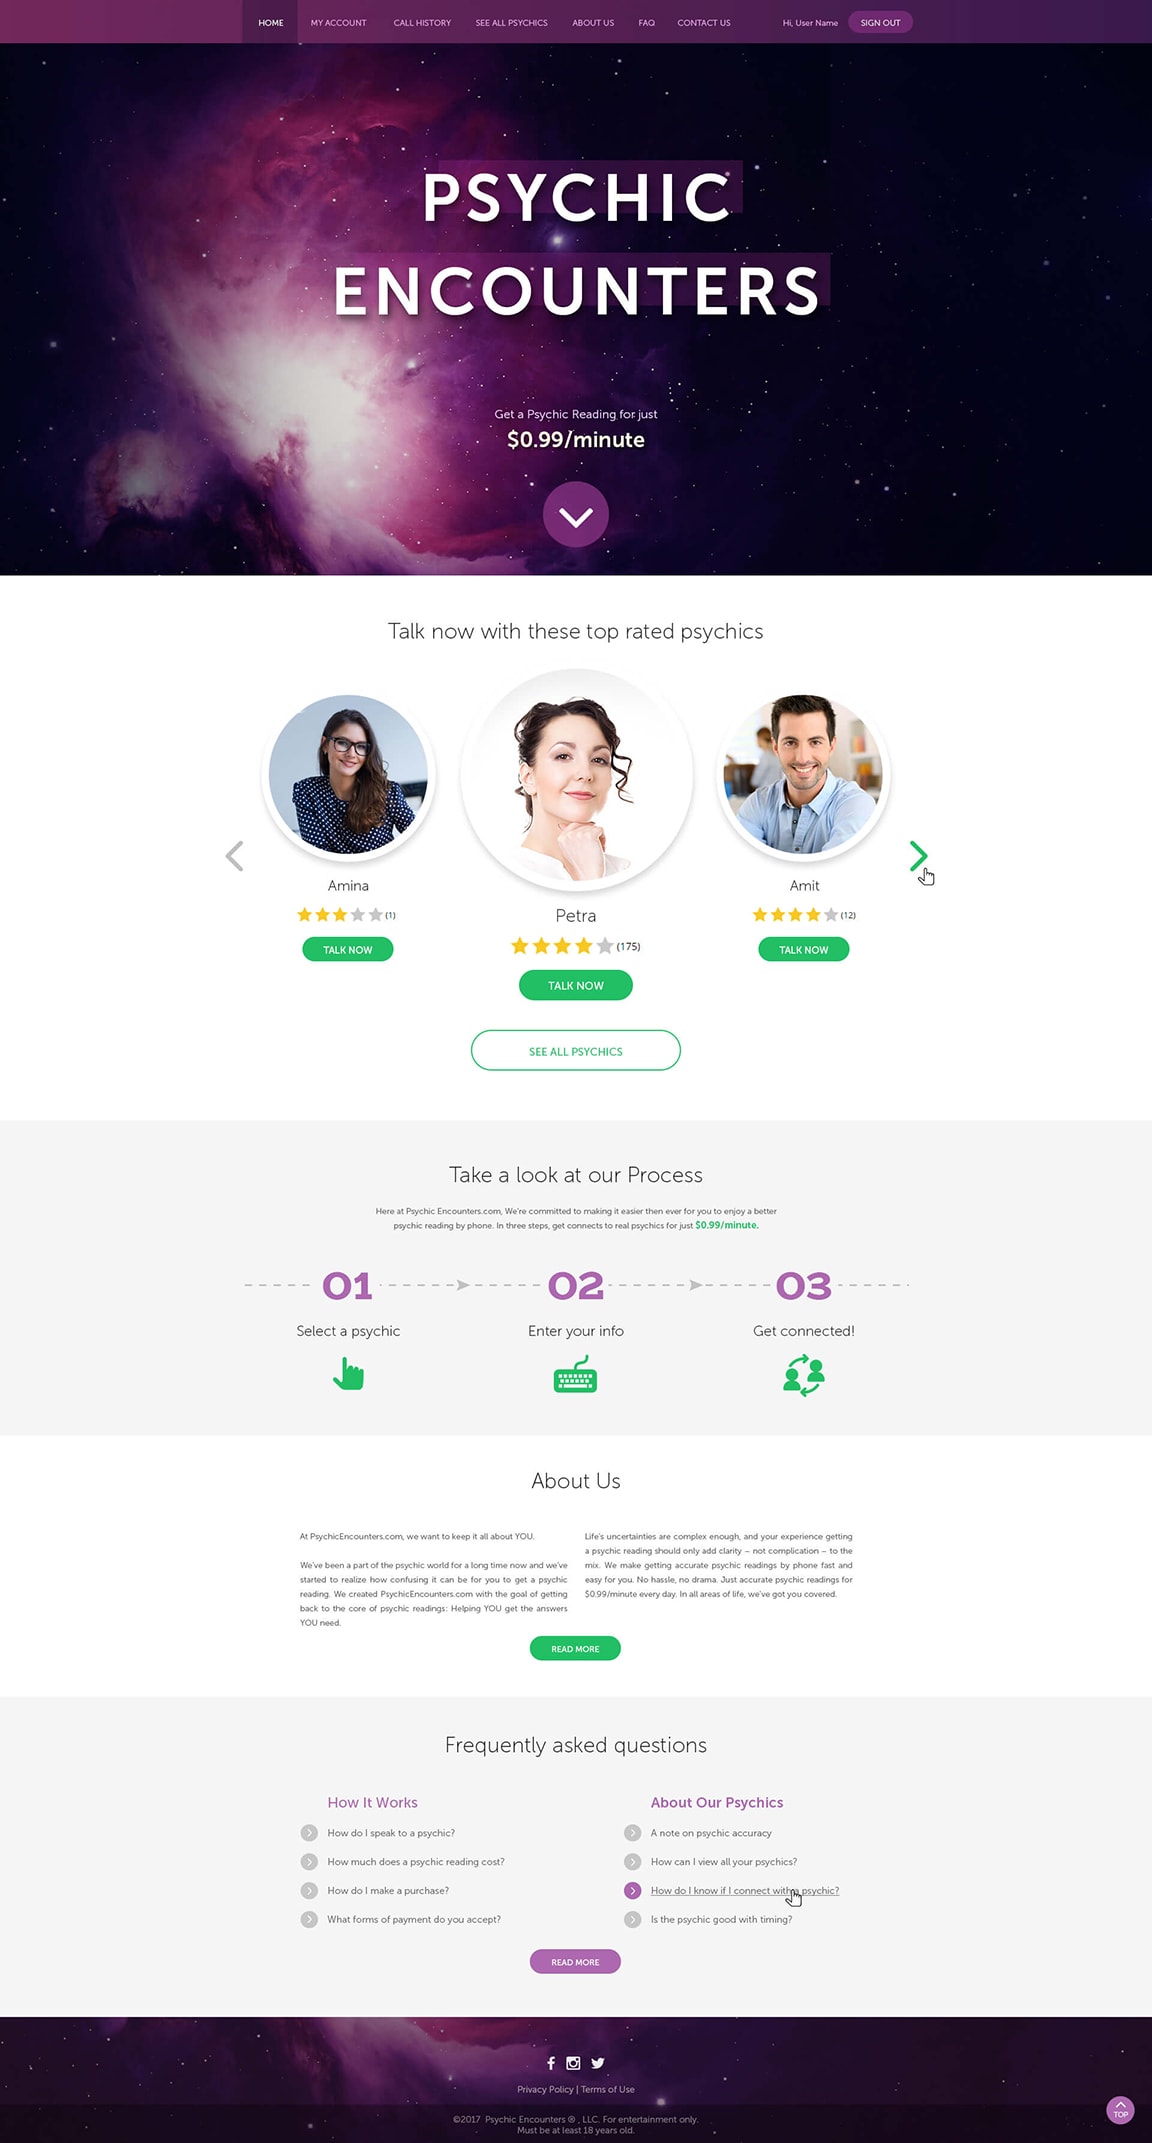 HOME MY ACCOUNT CALL HISTORY SEE ALL PSYCHICS ABOUT US FAQ CONTACT US Hi, User Name SIGN OUT
PSYCHIC
ENCOUNTERS
Get a Psychic Reading for just
$0.99/minute
Talk now with these top rated psychics
Amina
(1)
TALK NOW
Petra
(175)
TALK NOW
Amit
(12)
TALK NOW
SEE ALL PSYCHICS
Take a look at our Process
Here at Psychic Encounters.com, We're committed to making it easier then ever for you to enjoy a better
psychic reading by phone. In three steps, get connects to real psychics for just $0.99/minute.
01 02 03
Select a psychic Enter your info Get connected!
About Us
At PsychicEncounters.com, we want to keep it all about YOU.
We've been a part of the psychic world for a long time now and we've
started to realize how confusing it can be for you to get a psychic
reading. We created PsychicEncounters.com with the goal of getting
back to the core of psychic readings: Helping YOU get the answers
YOU need.
Life's uncertainties are complex enough, and your experience getting
a psychic reading should only add clarity – not complication – to the
mix. We make getting accurate psychic readings by phone fast and
easy for you. No hassle, no drama. Just accurate psychic readings for
$0.99/minute every day. In all areas of life, we've got you covered.
READ MORE
Frequently asked questions
How It Works
How do I speak to a psychic?
How much does a psychic reading cost?
How do I make a purchase?
What forms of payment do you accept?
About Our Psychics
A note on psychic accuracy
How can I view all your psychics?
How do I know if I connect with a psychic?
Is the psychic good with timing?
READ MORE
Privacy Policy | Terms of Use
TOP
©2017 Psychic Encounters ® , LLC. For entertainment only.
Must be at least 18 years old.